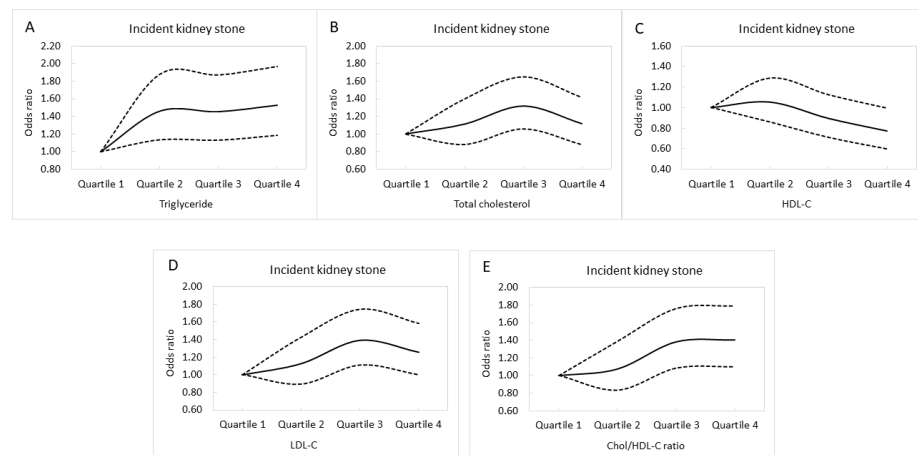 A
Incident kidney stone
Odds ratio
2.20
2.00
1.80
1.60
1.40
1.20
1.00
0.80
Quartile 1 Quartile 2 Quartile 3 Quartile 4
Triglyceride
B
Incident kidney stone
Odds ratio
2.00
1.80
1.60
1.40
1.20
1.00
0.80
0.60
Quartile 1 Quartile 2 Quartile 3 Quartile 4
Total cholesterol
C
Incident kidney stone
Odds ratio
1.60
1.40
1.20
1.00
0.80
0.60
0.40
Quartile 1 Quartile 2 Quartile 3 Quartile 4
HDL-C
D
Incident kidney stone
Odds ratio
2.00
1.80
1.60
1.40
1.20
1.00
0.80
0.60
Quartile 1 Quartile 2 Quartile 3 Quartile 4
LDL-C
E
Incident kidney stone
Odds ratio
2.00
1.80
1.60
1.40
1.20
1.00
0.80
0.60
Quartile 1 Quartile 2 Quartile 3 Quartile 4
Chol/HDL-C ratio